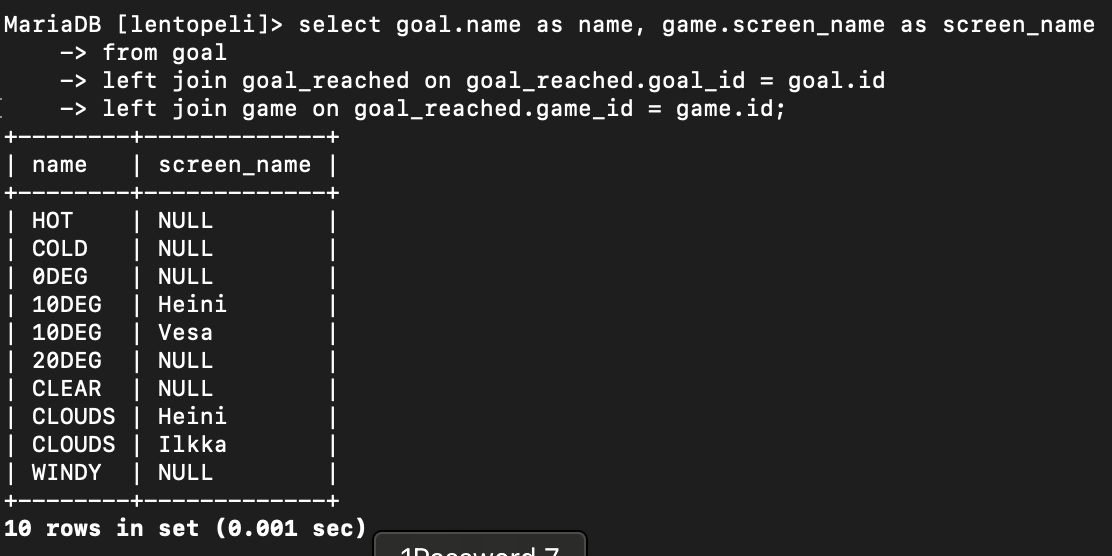 MariaDB [lentopeli]> select goal.name as name, game.screen_name as screen_name
    -> from goal
    -> left join goal_reached on goal_reached.goal_id = goal.id
    -> left join game on goal_reached.game_id = game.id;
+--------+-------------+
| name   | screen_name |
+--------+-------------+
| HOT    | NULL        |
| COLD   | NULL        |
| 0DEG   | NULL        |
| 10DEG  | Heini       |
| 10DEG  | Vesa        |
| 20DEG  | NULL        |
| CLEAR  | NULL        |
| CLOUDS | Heini       |
| CLOUDS | Ilkka       |
| WINDY  | NULL        |
+--------+-------------+
10 rows in set (0.001 sec)
1Password 7